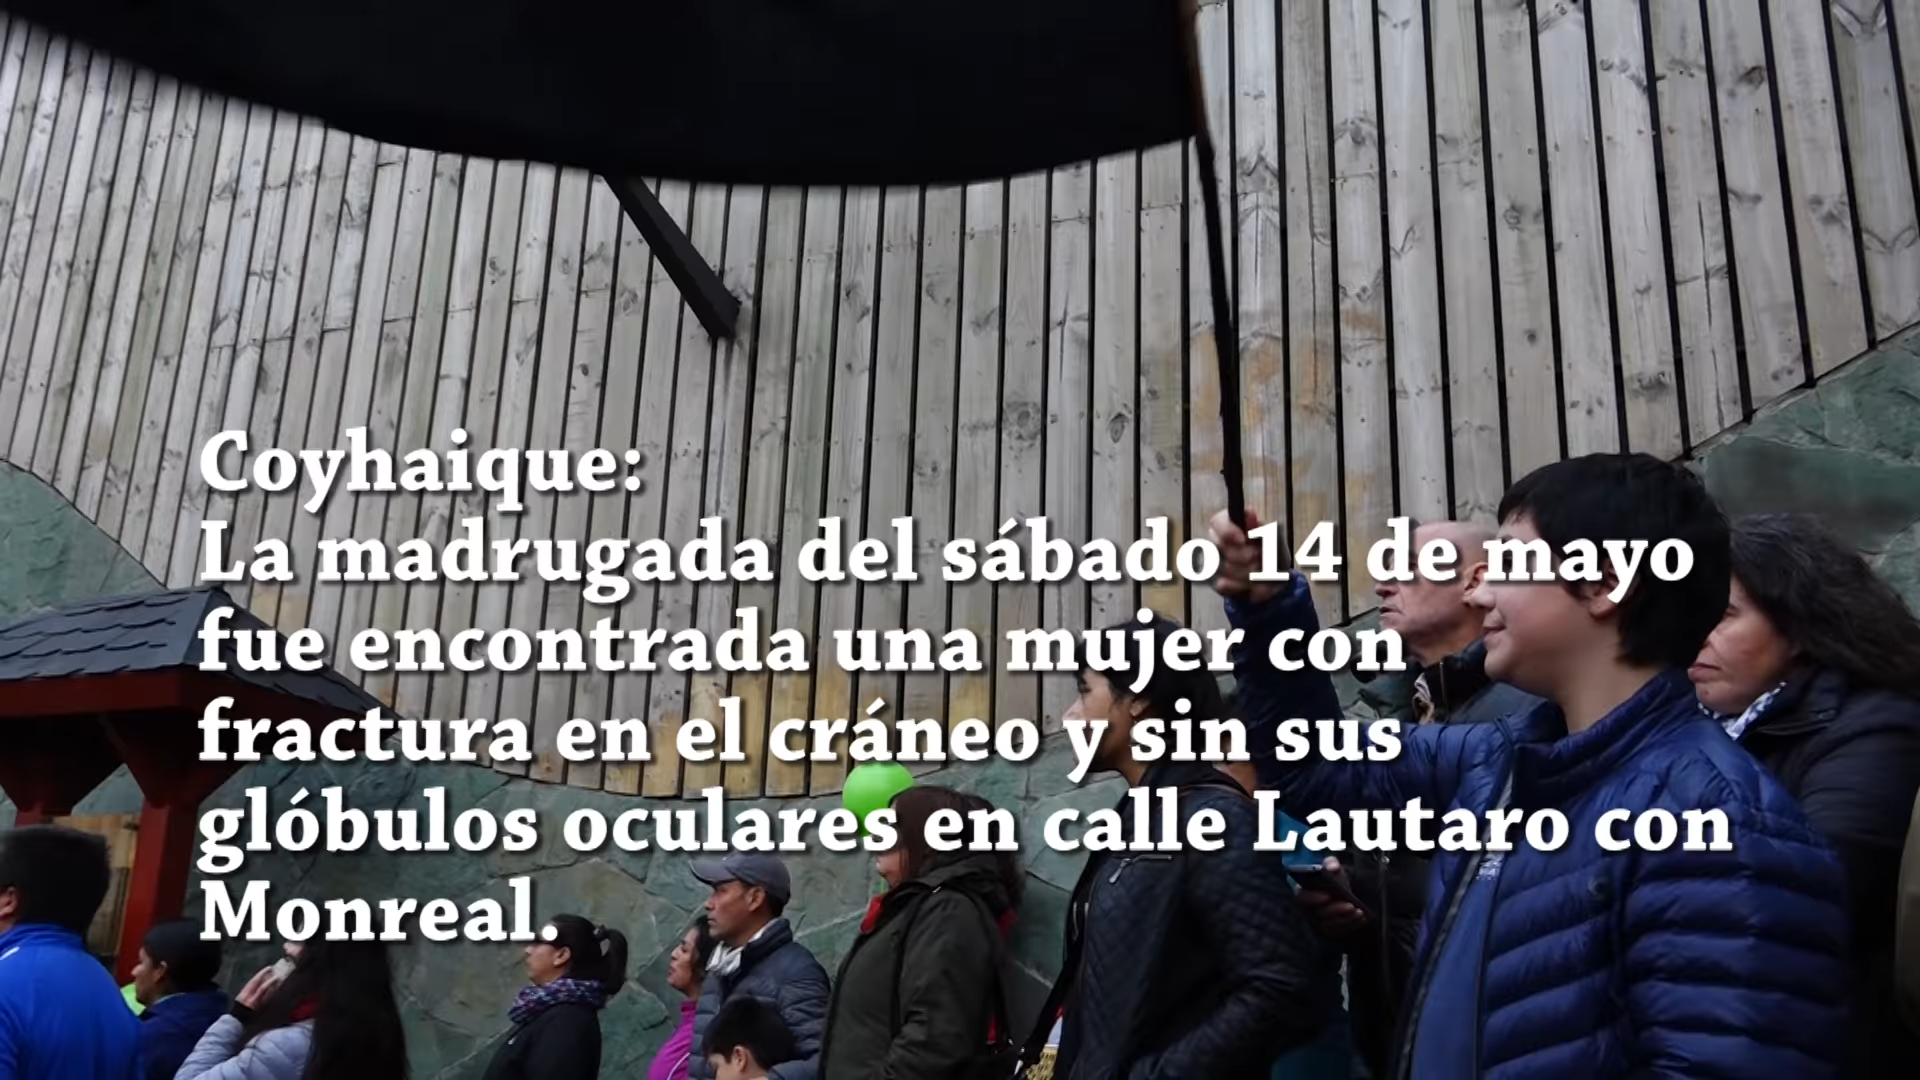 Coyhaique:
La madrugada del sábado 14 de mayo
fue encontrada una mujer con
fractura en el cráneo y sin sus
glóbulos oculares en calle Lautaro con
Monreal.